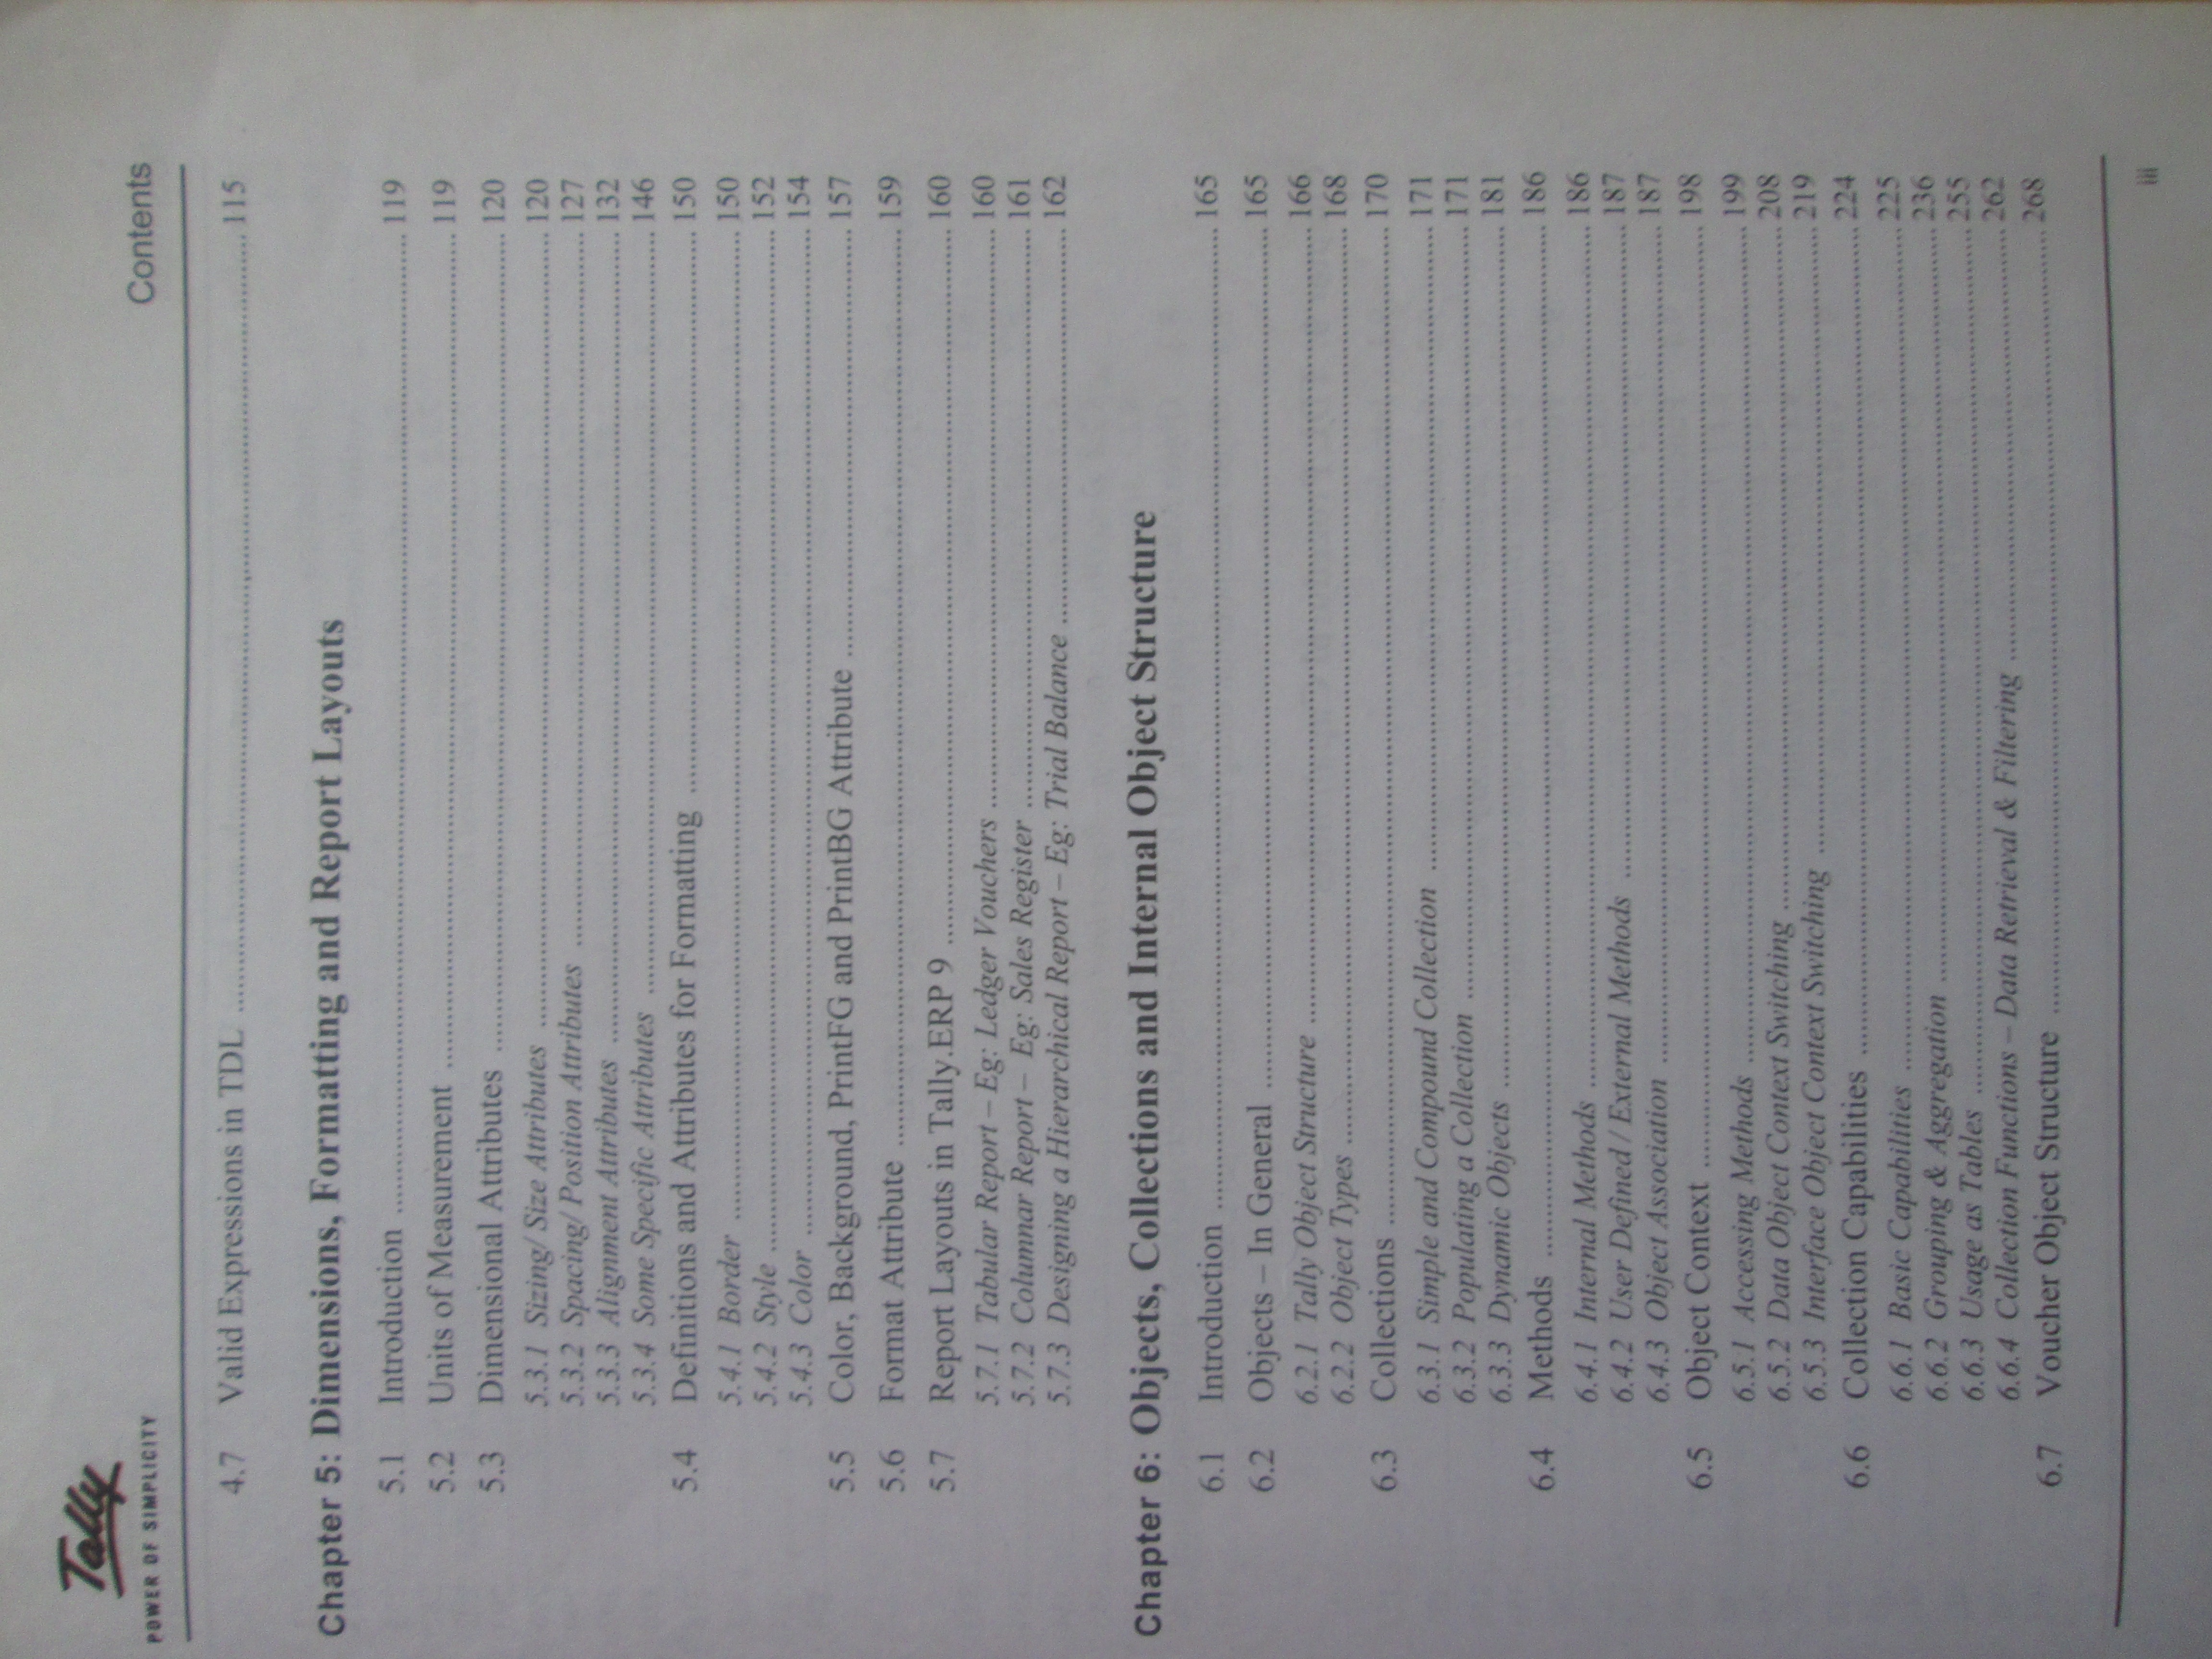 Tally
POWER OF SIMPLICITY
Contents
4.7 Valid Expressions in TDL ........ 115
Chapter 5: Dimensions, Formatting and Report Layouts
5.1 Introduction ........ 119
5.2 Units of Measurement ........ 119
5.3 Dimensional Attributes ........ 120
5.3.1 Sizing/ Size Attributes ........ 120
5.3.2 Spacing/ Position Attributes ........ 127
5.3.3 Alignment Attributes ........ 132
5.3.4 Some Specific Attributes ........ 146
5.4 Definitions and Attributes for Formatting ........ 150
5.4.1 Border ........ 150
5.4.2 Style ........ 152
5.4.3 Color ........ 154
5.5 Color, Background, PrintFG and PrintBG Attribute ........ 157
5.6 Format Attribute ........ 159
5.7 Report Layouts in Tally.ERP 9 ........ 160
5.7.1 Tabular Report – Eg: Ledger Vouchers ........ 160
5.7.2 Columnar Report – Eg: Sales Register ........ 161
5.7.3 Designing a Hierarchical Report – Eg: Trial Balance ........ 162
Chapter 6: Objects, Collections and Internal Object Structure
6.1 Introduction ........ 165
6.2 Objects – In General ........ 165
6.2.1 Tally Object Structure ........ 166
6.2.2 Object Types ........ 168
6.3 Collections ........ 170
6.3.1 Simple and Compound Collection ........ 171
6.3.2 Populating a Collection ........ 171
6.3.3 Dynamic Objects ........ 181
6.4 Methods ........ 186
6.4.1 Internal Methods ........ 186
6.4.2 User Defined / External Methods ........ 187
6.4.3 Object Association ........ 187
6.5 Object Context ........ 198
6.5.1 Accessing Methods ........ 199
6.5.2 Data Object Context Switching ........ 208
6.5.3 Interface Object Context Switching ........ 219
6.6 Collection Capabilities ........ 224
6.6.1 Basic Capabilities ........ 225
6.6.2 Grouping & Aggregation ........ 236
6.6.3 Usage as Tables ........ 255
6.6.4 Collection Functions – Data Retrieval & Filtering ........ 262
6.7 Voucher Object Structure ........ 268
iii